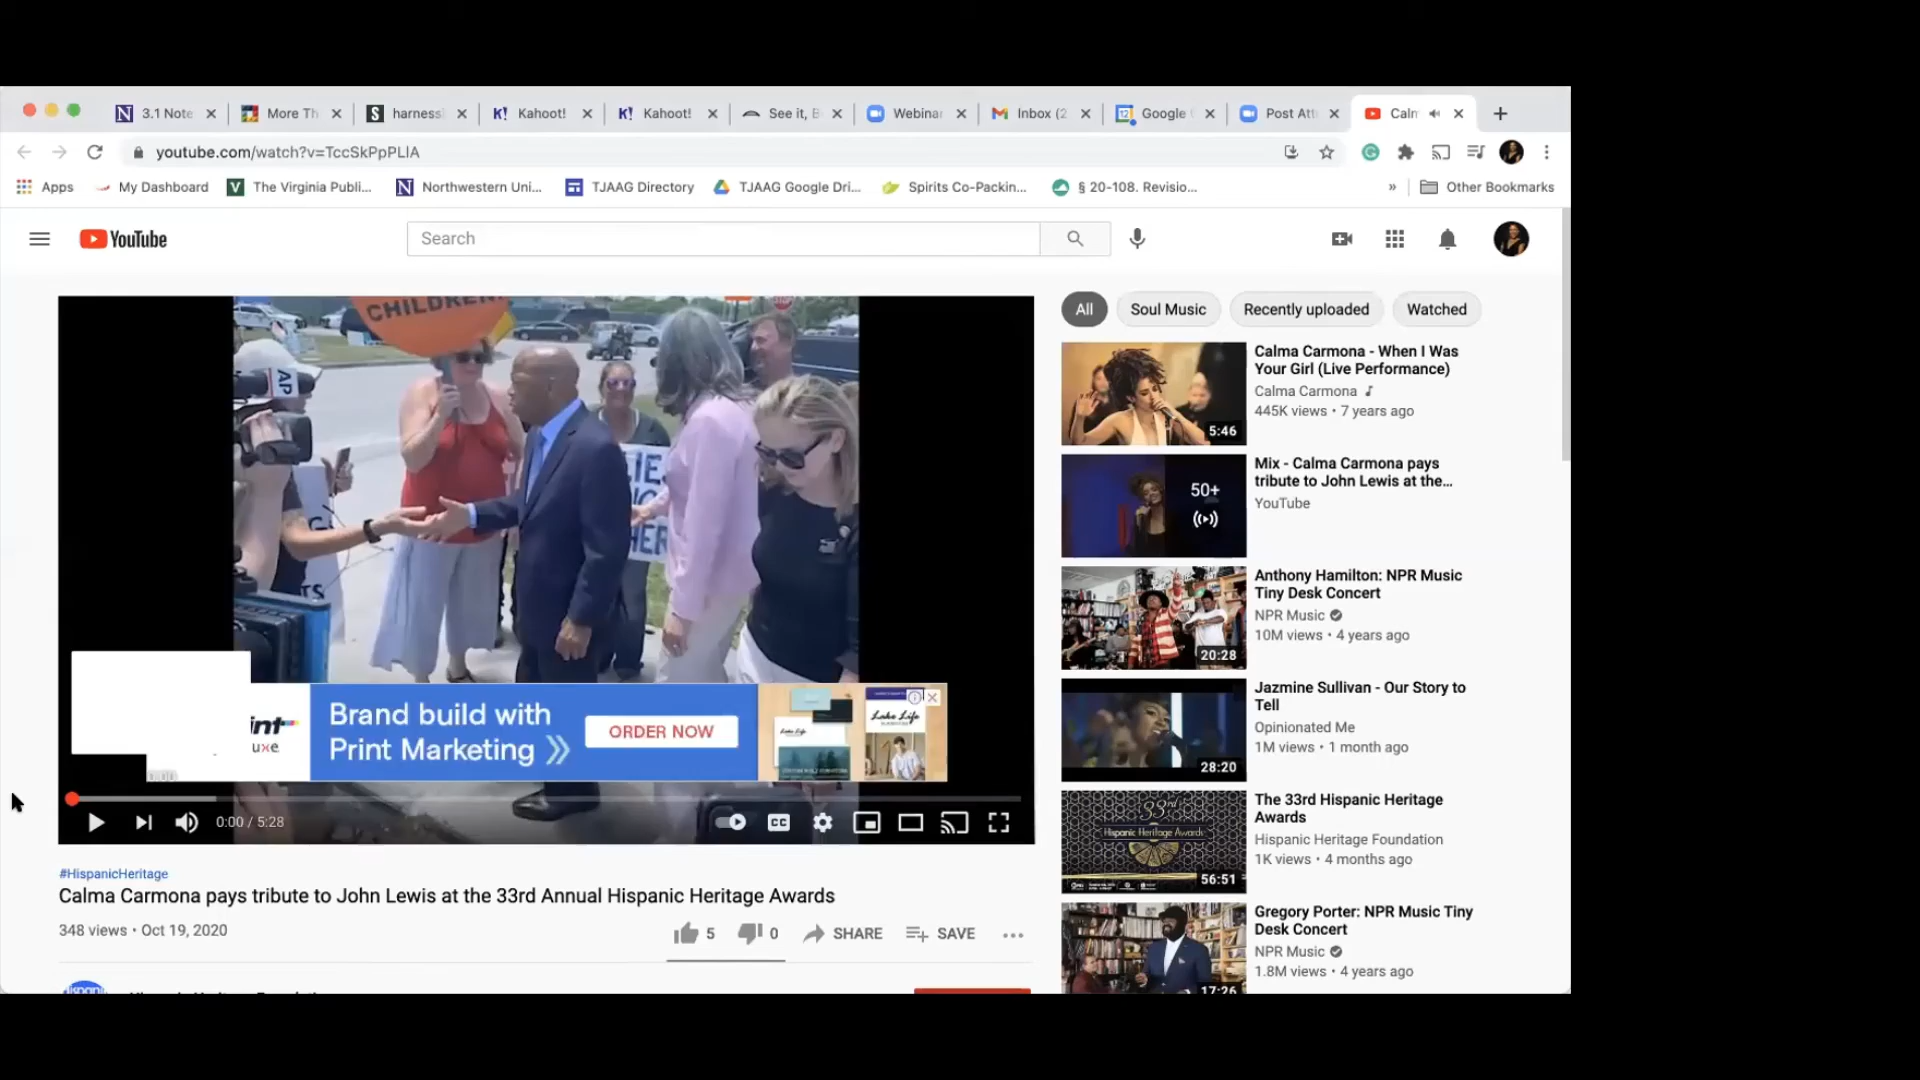 3.1 Note
More Th
harness
Kahoot!
Kahoot!
See it, B
Webinar
Inbox (2
Google
Post Att
Calm
youtube.com/watch?v=TccSkPpPLIA
Apps
My Dashboard
The Virginia Publi...
Northwestern Uni...
TJAAG Directory
TJAAG Google Dri...
Spirits Co-Packin...
§ 20-108. Revisio...
»
Other Bookmarks
YouTube
Search
CHILDREN
AP
Brand build with
Print Marketing
ORDER NOW
Lake Life
0:00 / 5:28
CC
#HispanicHeritage
Calma Carmona pays tribute to John Lewis at the 33rd Annual Hispanic Heritage Awards
348 views • Oct 19, 2020
5
0
SHARE
SAVE
All
Soul Music
Recently uploaded
Watched
Calma Carmona - When I Was
Your Girl (Live Performance)
Calma Carmona
445K views • 7 years ago
5:46
Mix - Calma Carmona pays
tribute to John Lewis at the...
YouTube
50+
Anthony Hamilton: NPR Music
Tiny Desk Concert
NPR Music
10M views • 4 years ago
20:28
Jazmine Sullivan - Our Story to
Tell
Opinionated Me
1M views • 1 month ago
28:20
The 33rd Hispanic Heritage
Awards
Hispanic Heritage Foundation
1K views • 4 months ago
33rd
Hispanic Heritage Awards
56:51
Gregory Porter: NPR Music Tiny
Desk Concert
NPR Music
1.8M views • 4 years ago
17:26